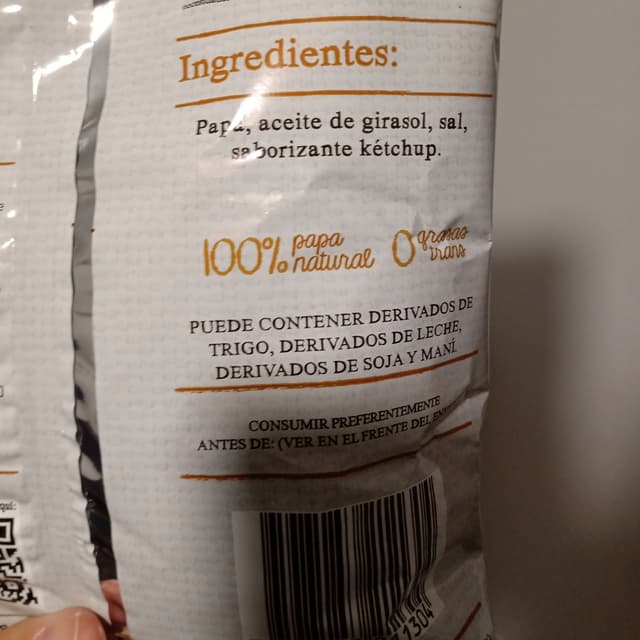 Ingredientes:
Papa, aceite de girasol, sal,
saborizante kétchup.
100% papa natural 0 grasas trans
PUEDE CONTENER DERIVADOS DE
TRIGO, DERIVADOS DE LECHE,
DERIVADOS DE SOJA Y MANÍ.
CONSUMIR PREFERENTEMENTE
ANTES DE: (VER EN EL FRENTE DEL